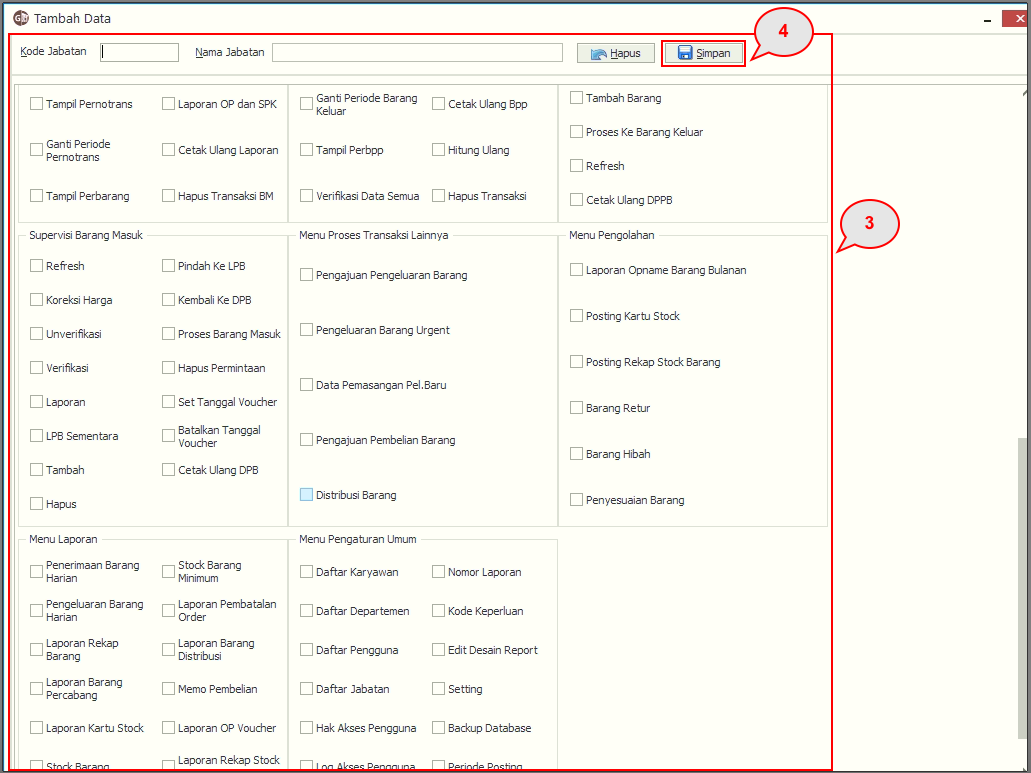 Tambah Data
4
Kode Jabatan
Nama Jabatan
Hapus
Simpan
3
Tampil Pernotrans
Laporan OP dan SPK
Ganti Periode
Pernotrans
Cetak Ulang Laporan
Tampil Perbarang
Hapus Transaksi BM
Ganti Periode Barang
Keluar
Cetak Ulang Bpp
Tampil Perbpp
Hitung Ulang
Verifikasi Data Semua
Hapus Transaksi
Tambah Barang
Proses Ke Barang Keluar
Refresh
Cetak Ulang DPPB
Supervisi Barang Masuk
Refresh
Pindah Ke LPB
Koreksi Harga
Kembali Ke DPB
Unverifikasi
Proses Barang Masuk
Verifikasi
Hapus Permintaan
Laporan
Set Tanggal Voucher
LPB Sementara
Batalkan Tanggal
Voucher
Tambah
Cetak Ulang DPB
Hapus
Menu Proses Transaksi Lainnya
Pengajuan Pengeluaran Barang
Pengeluaran Barang Urgent
Data Pemasangan Pel.Baru
Pengajuan Pembelian Barang
Distribusi Barang
Menu Pengolahan
Laporan Opname Barang Bulanan
Posting Kartu Stock
Posting Rekap Stock Barang
Barang Retur
Barang Hibah
Penyesuaian Barang
Menu Laporan
Penerimaan Barang
Harian
Stock Barang
Minimum
Pengeluaran Barang
Harian
Laporan Pembatalan
Order
Laporan Rekap
Barang
Laporan Barang
Distribusi
Laporan Barang
Percabang
Memo Pembelian
Laporan Kartu Stock
Laporan OP Voucher
Stock Barang
Laporan Rekap Stock
Menu Pengaturan Umum
Daftar Karyawan
Nomor Laporan
Daftar Departemen
Kode Keperluan
Daftar Pengguna
Edit Desain Report
Daftar Jabatan
Setting
Hak Akses Pengguna
Backup Database
Log Akses Pengguna
Periode Posting